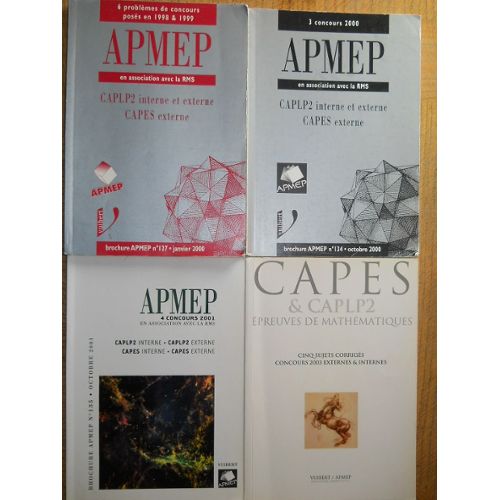 6 problèmes de concours
posés en 1998 & 1999
APMEP
en association avec la RMS
CAPLP2 interne et externe
CAPES externe
APMEP
Vuibert
brochure APMEP n°127 • janvier 2000
3 concours 2000
APMEP
en association avec la RMS
CAPLP2 interne et externe
CAPES externe
APMEP
Vuibert
brochure APMEP n°134 • octobre 2000
APMEP
4 CONCOURS 2001
EN ASSOCIATION AVEC LA RMS
CAPLP2 INTERNE • CAPLP2 EXTERNE
CAPES INTERNE • CAPES EXTERNE
BROCHURE APMEP N°135 • OCTOBRE 2001
VUIBERT
APMEP
CAPES
& CAPLP2
ÉPREUVES DE MATHÉMATIQUES
CINQ SUJETS CORRIGÉS
CONCOURS 2003 EXTERNES & INTERNES
VUIBERT / APMEP